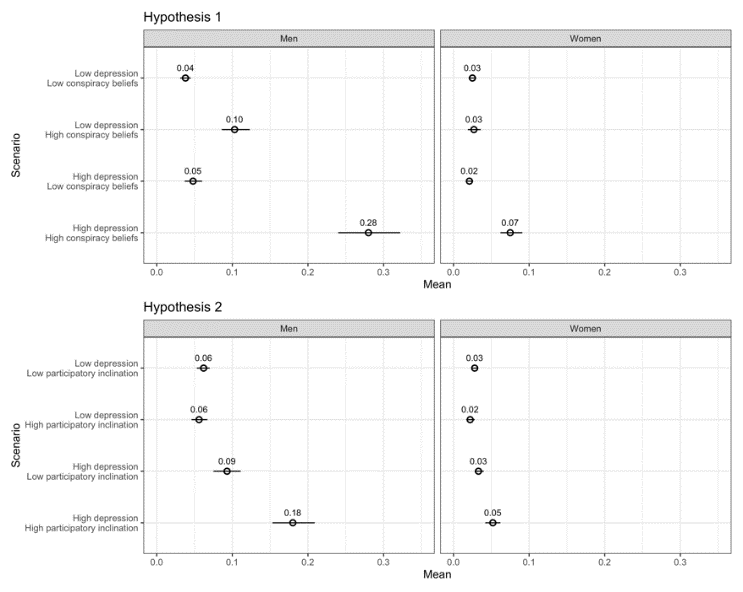 Hypothesis 1
Men
Women
Scenario
Low depression
Low conspiracy beliefs
0.04
0.03
Low depression
High conspiracy beliefs
0.10
0.03
High depression
Low conspiracy beliefs
0.05
0.02
High depression
High conspiracy beliefs
0.28
0.07
0.0 0.1 0.2 0.3
0.0 0.1 0.2 0.3
Mean
Hypothesis 2
Men
Women
Scenario
Low depression
Low participatory inclination
0.06
0.03
Low depression
High participatory inclination
0.06
0.02
High depression
Low participatory inclination
0.09
0.03
High depression
High participatory inclination
0.18
0.05
0.0 0.1 0.2 0.3
0.0 0.1 0.2 0.3
Mean